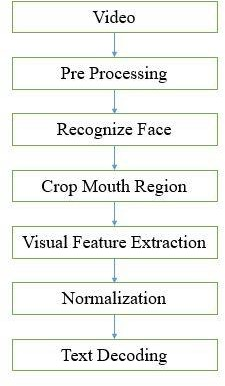 Video
Pre Processing
Recognize Face
Crop Mouth Region
Visual Feature Extraction
Normalization
Text Decoding